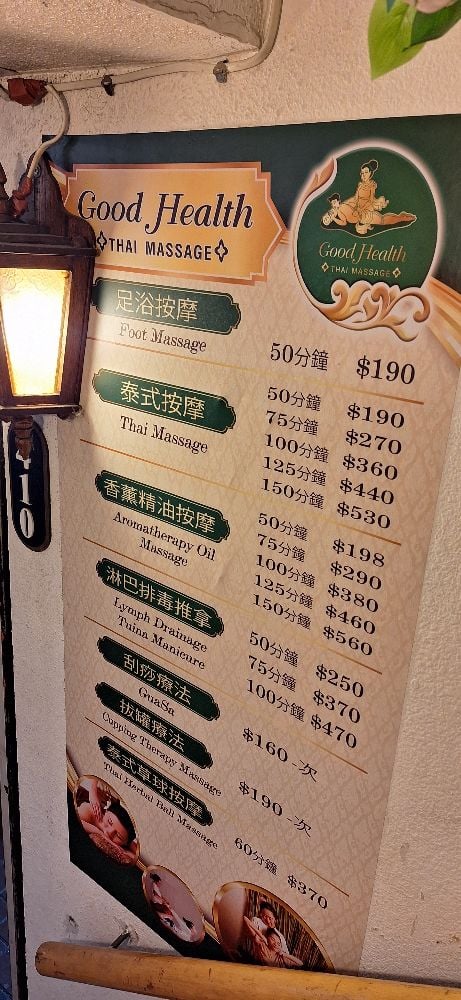 Good Health
THAI MASSAGE
Good Health
THAI MASSAGE
足浴按摩
Foot Massage
50分鐘 $190
泰式按摩
Thai Massage
50分鐘 $190
75分鐘 $270
100分鐘 $360
125分鐘 $440
150分鐘 $530
香薰精油按摩
Aromatherapy Oil
Massage
50分鐘 $198
75分鐘 $290
100分鐘 $380
125分鐘 $460
150分鐘 $560
淋巴排毒推拿
Lymph Drainage
Tuina Manicure
50分鐘 $250
75分鐘 $370
100分鐘 $470
刮痧療法
GuaSa
$160 -次
拔罐療法
Cupping Therapy Massage
$190 -次
泰式草球按摩
Thai Herbal Ball Massage
60分鐘 $370
10